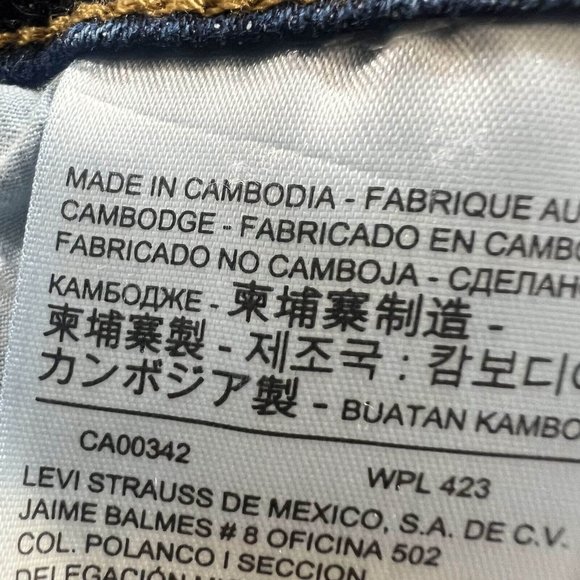 MADE IN CAMBODIA - FABRIQUE AU
CAMBODGE - FABRICADO EN CAMBO
FABRICADO NO CAMBOJA - СДЕЛАНО
КАМБОДЖЕ - 柬埔寨制造 -
柬埔寨製 - 제조국 : 캄보디아
カンボジア製 - BUATAN KAMBO
CA00342 WPL 423
LEVI STRAUSS DE MEXICO, S.A. DE C.V.
JAIME BALMES # 8 OFICINA 502
COL. POLANCO I SECCION
DELEGACIÓN